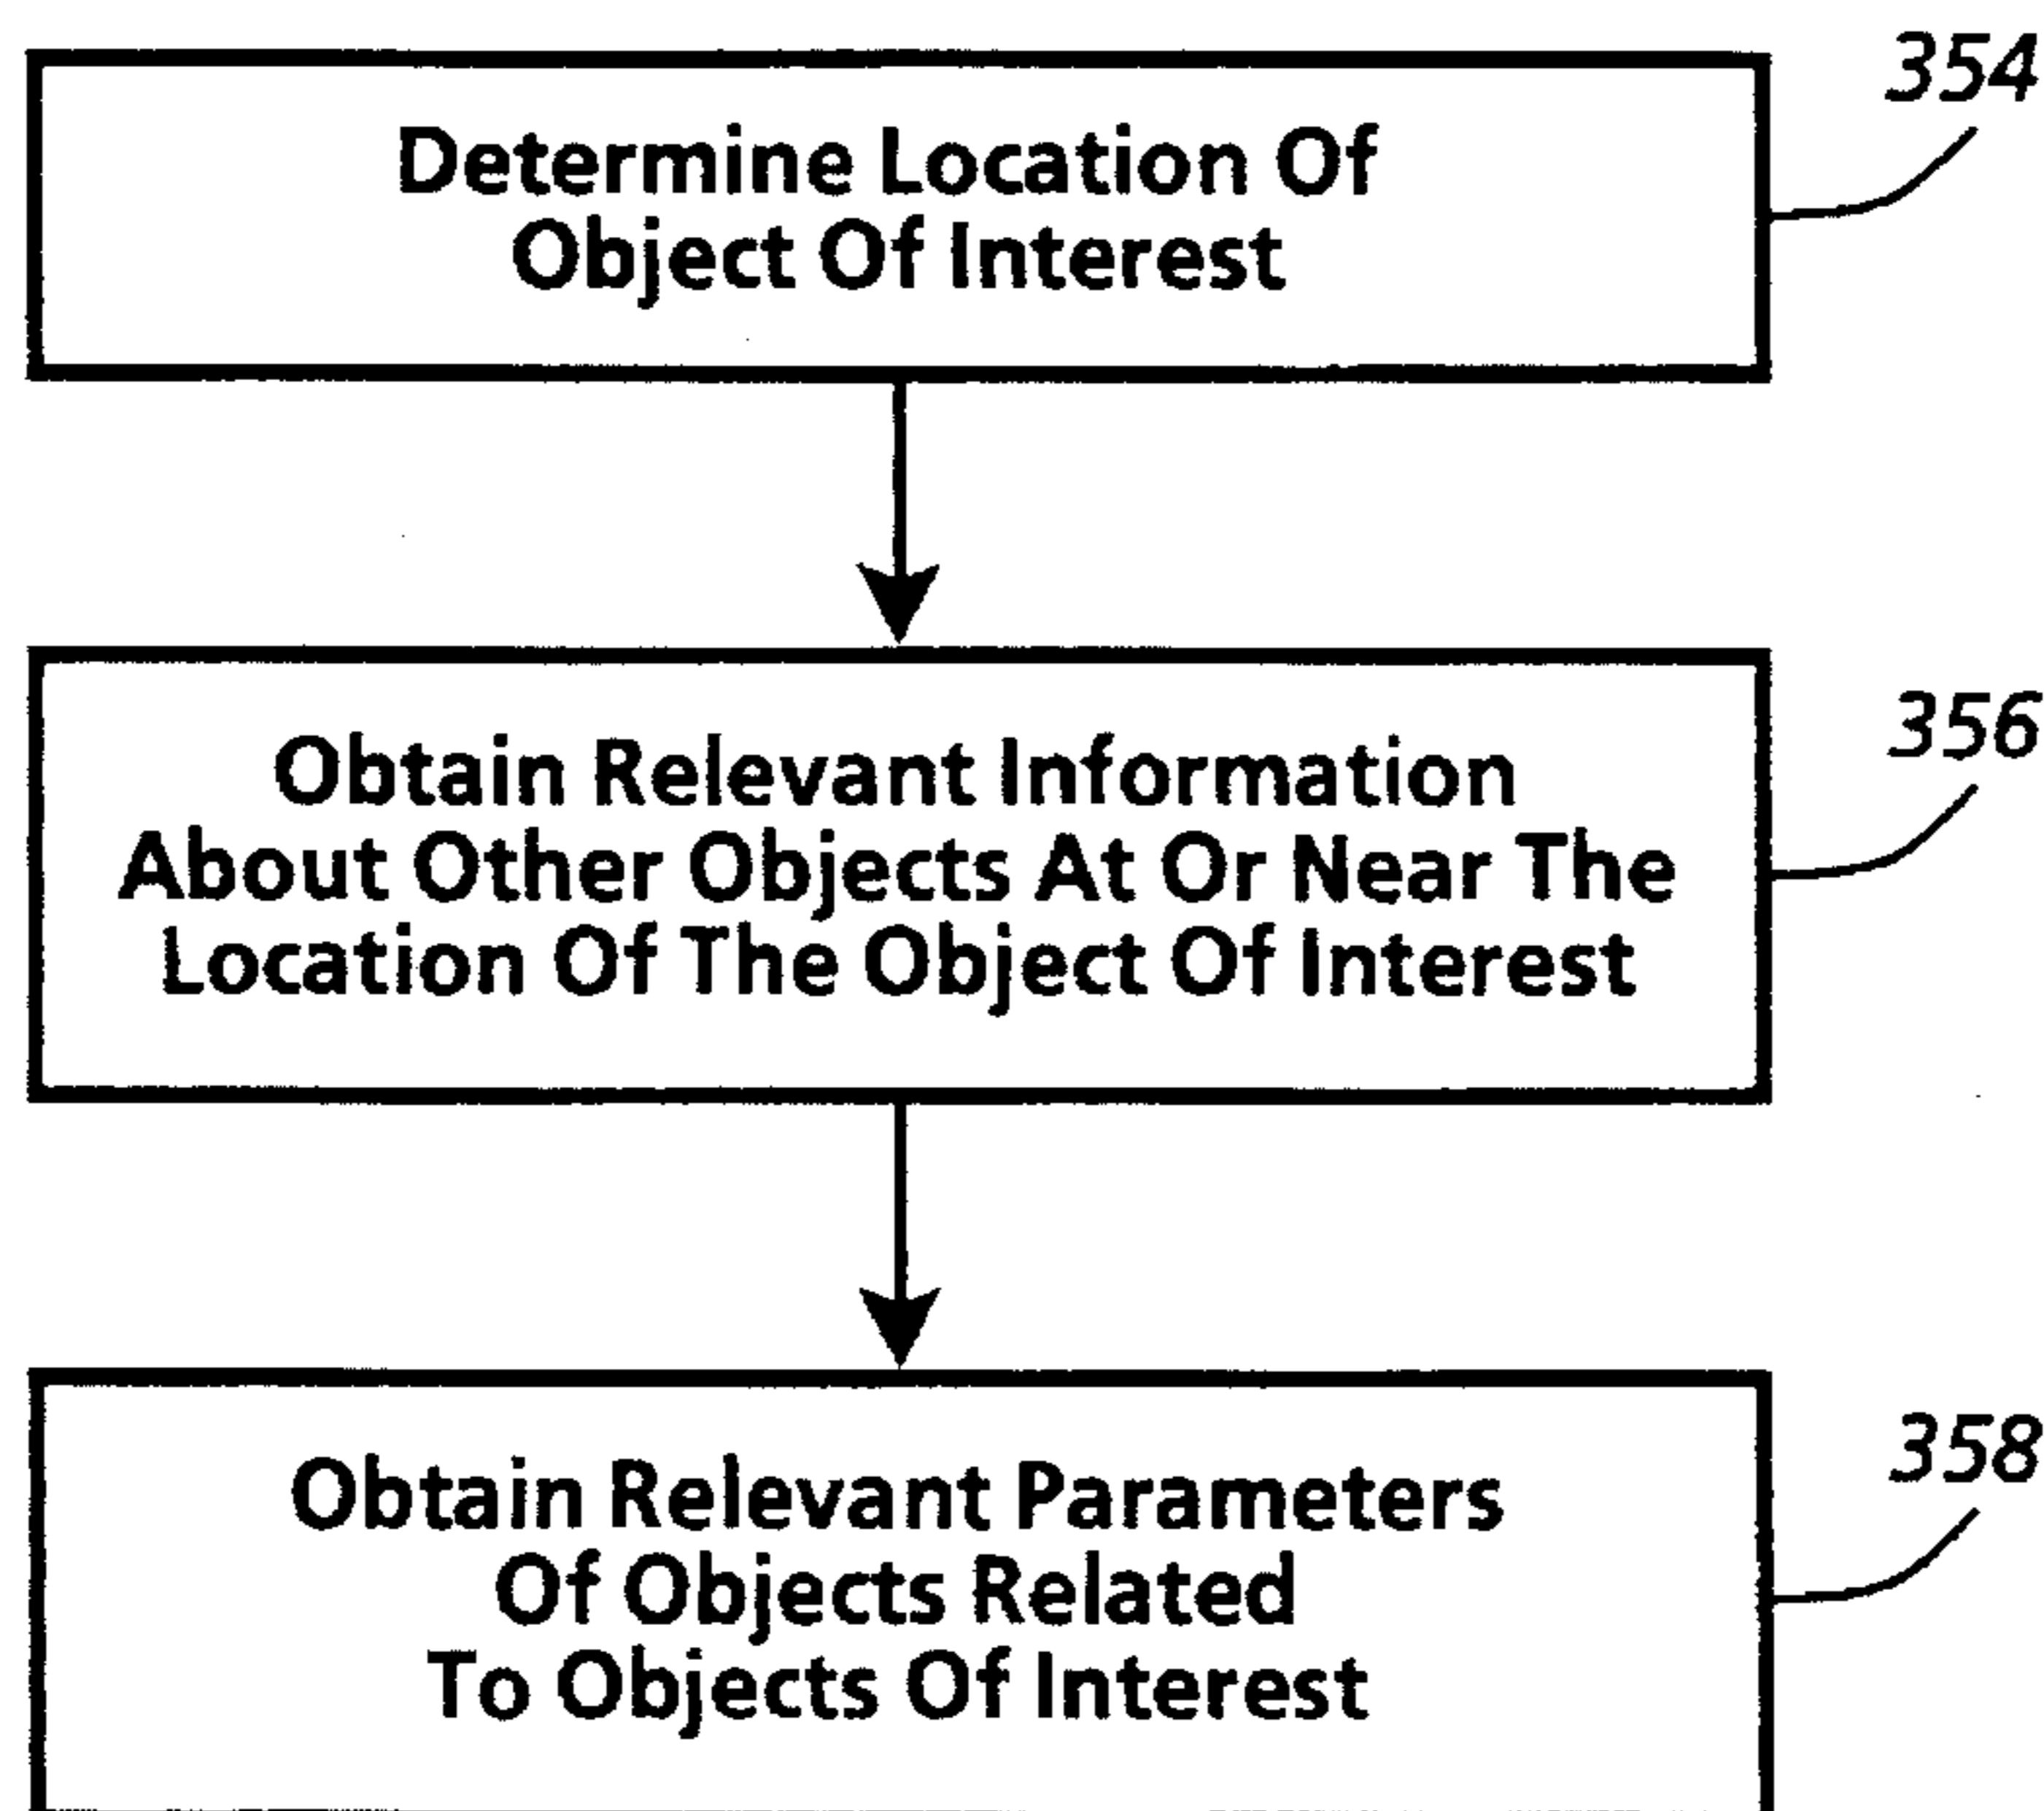 354
Determine Location Of
Object Of Interest
356
Obtain Relevant Information
About Other Objects At Or Near The
Location Of The Object Of Interest
358
Obtain Relevant Parameters
Of Objects Related
To Objects Of Interest